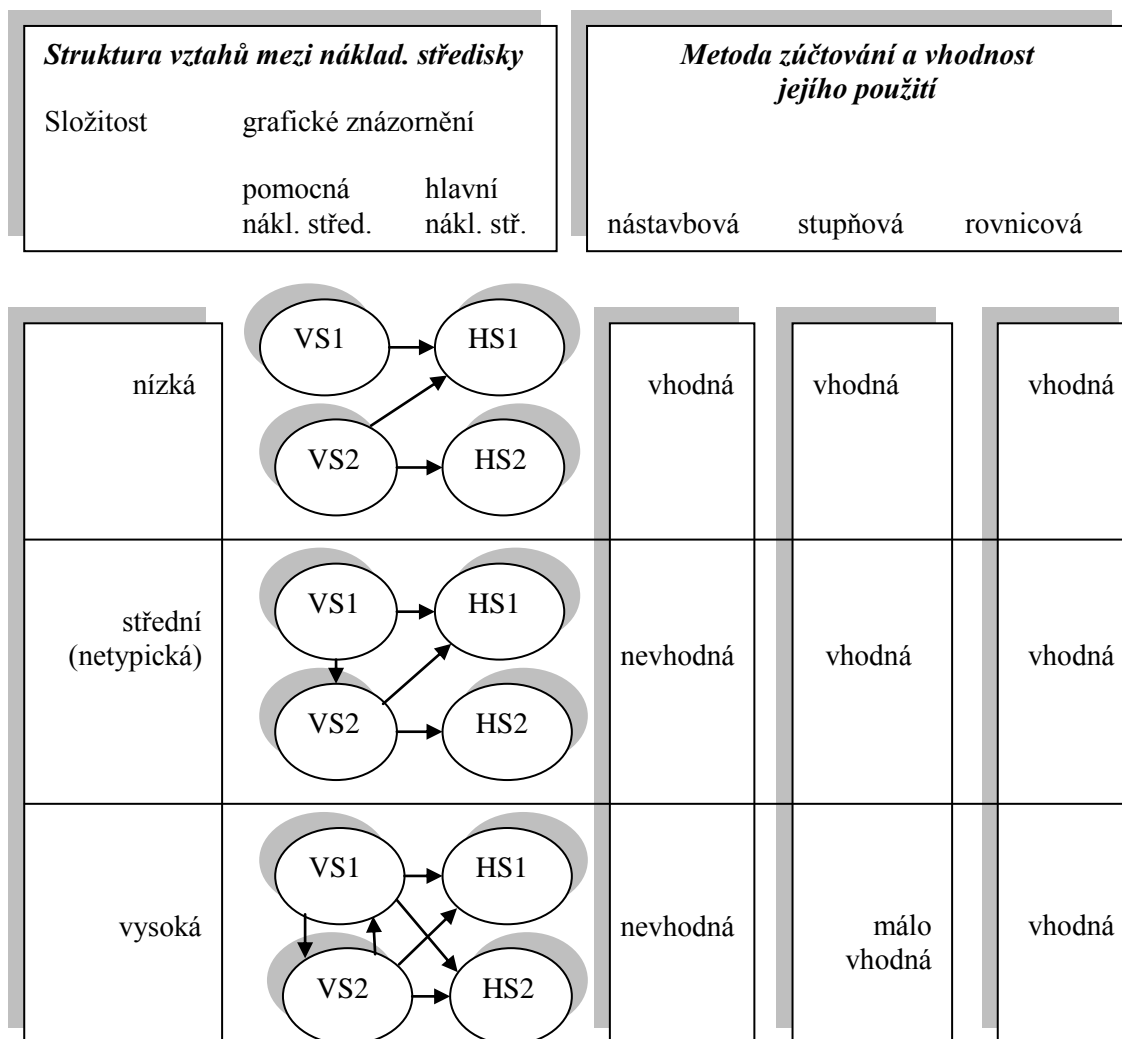 Struktura vztahů mezi náklad. středisky
Složitost grafické znázornění
pomocná hlavní
nákl. střed. nákl. stř.
Metoda zúčtování a vhodnost
jejího použití
nástavbová stupňová rovnicová
VS1 HS1
nízká vhodná vhodná vhodná
VS2 HS2
VS1 HS1
střední
(netypická) nevhodná vhodná vhodná
VS2 HS2
VS1 HS1
vysoká nevhodná málo vhodná
vhodná
VS2 HS2